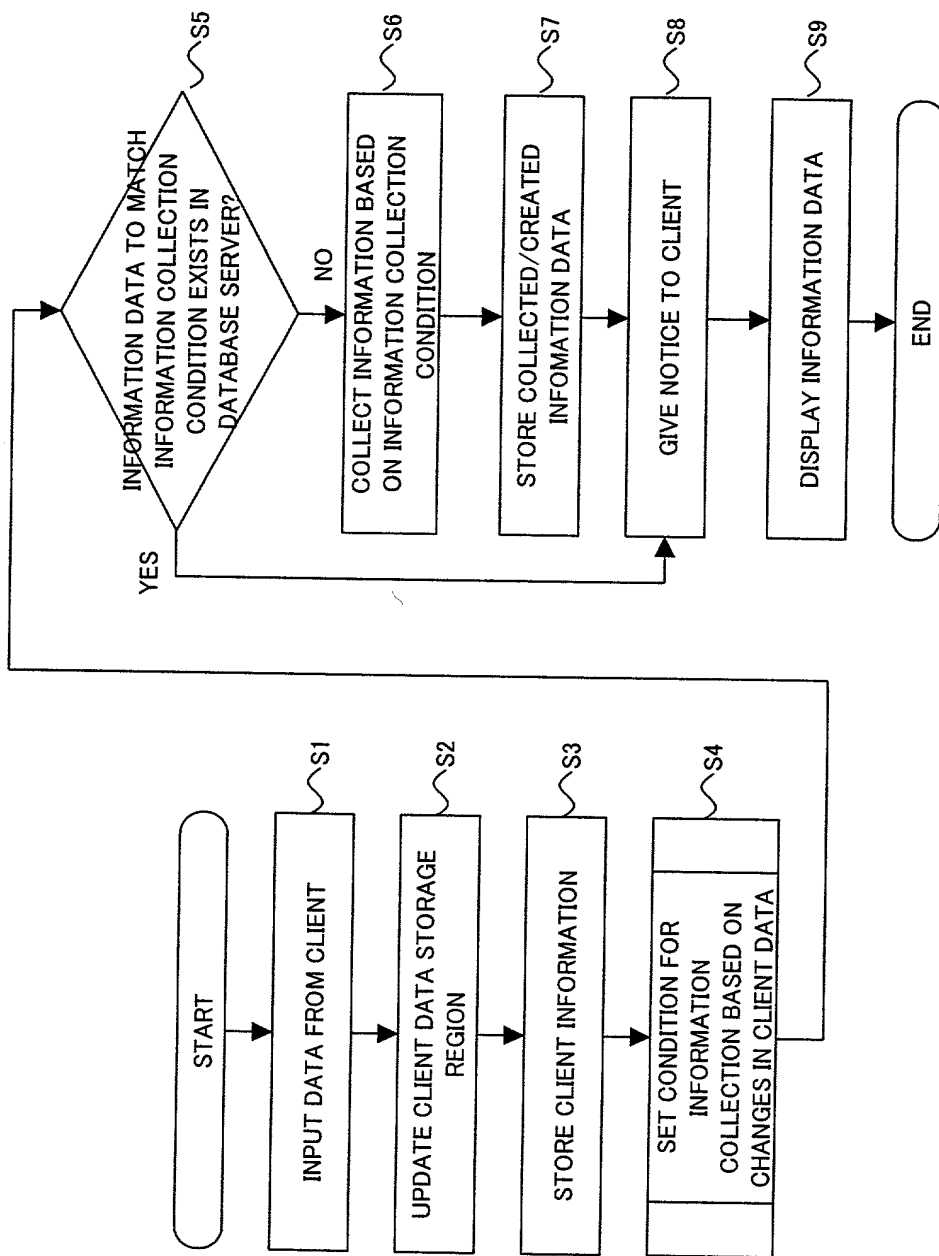 START
INPUT DATA FROM CLIENT
S1
UPDATE CLIENT DATA STORAGE
REGION
S2
STORE CLIENT INFORMATION
S3
SET CONDITION FOR
INFORMATION
COLLECTION BASED ON
CHANGES IN CLIENT DATA
S4
INFORMATION DATA TO MATCH
INFORMATION COLLECTION
CONDITION EXISTS IN
DATABASE SERVER?
S5
YES
NO
COLLECT INFORMATION BASED
ON INFORMATION COLLECTION
CONDITION
S6
STORE COLLECTED/CREATED
INFOMATION DATA
S7
GIVE NOTICE TO CLIENT
S8
DISPLAY INFORMATION DATA
S9
END